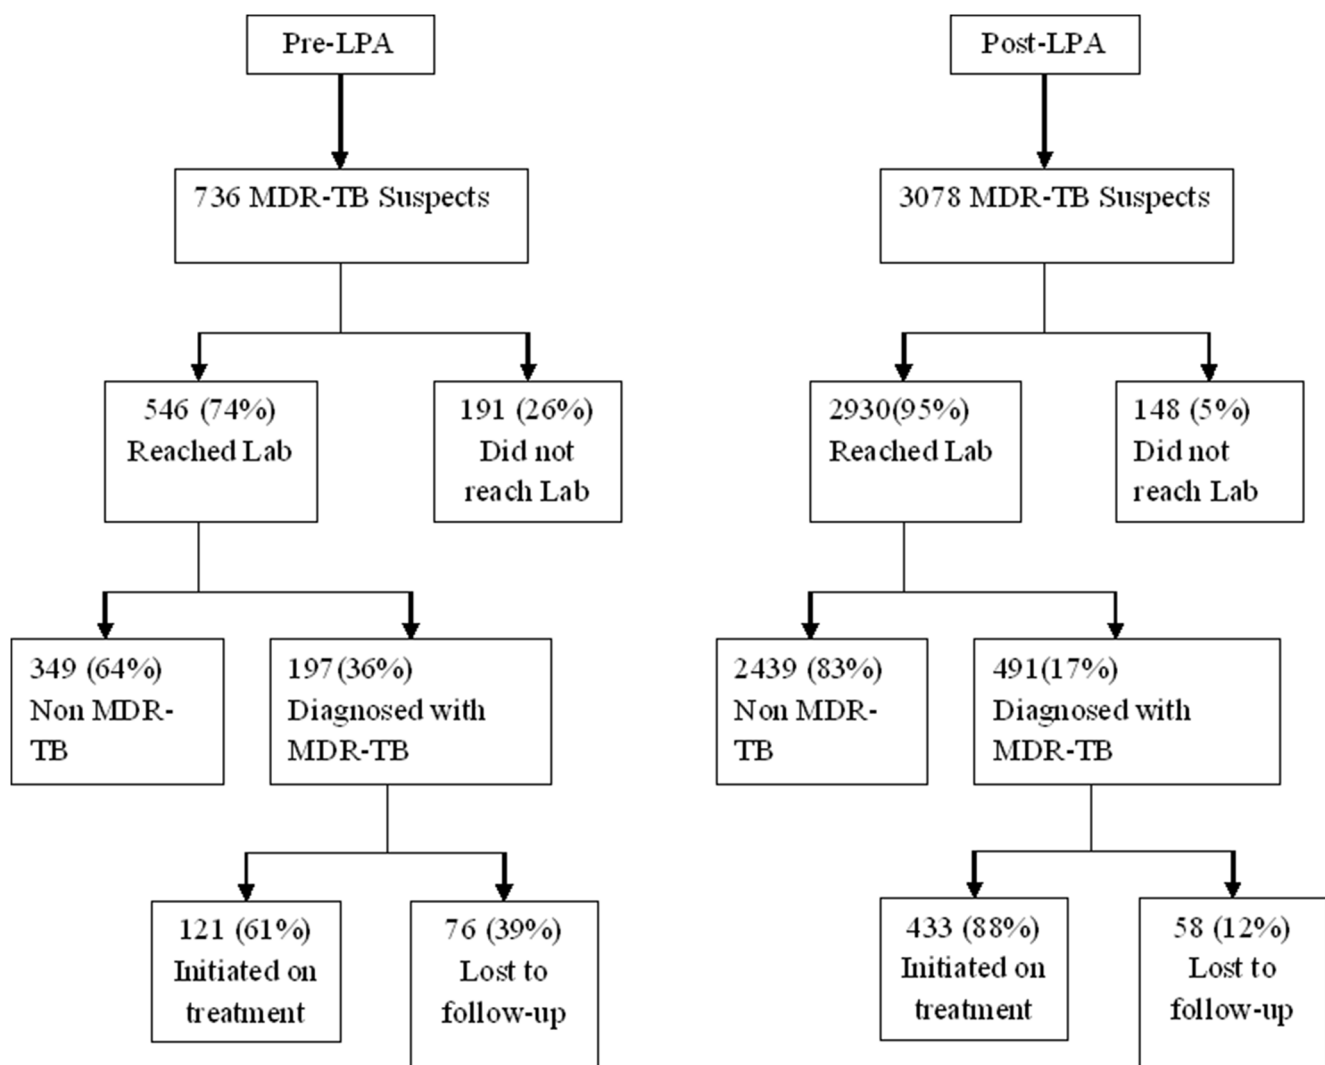 Pre-LPA
736 MDR-TB Suspects
546 (74%)
Reached Lab
191 (26%)
Did not
reach Lab
349 (64%)
Non MDR-
TB
197(36%)
Diagnosed with
MDR-TB
121 (61%)
Initiated on
treatment
76 (39%)
Lost to
follow-up
Post-LPA
3078 MDR-TB Suspects
2930(95%)
Reached Lab
148 (5%)
Did not
reach Lab
2439 (83%)
Non MDR-
TB
491(17%)
Diagnosed with
MDR-TB
433 (88%)
Initiated on
treatment
58 (12%)
Lost to
follow-up